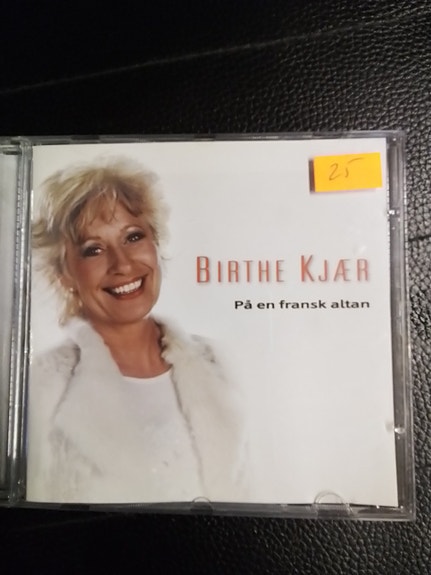 25
BIRTHE KJÆR
På en fransk altan